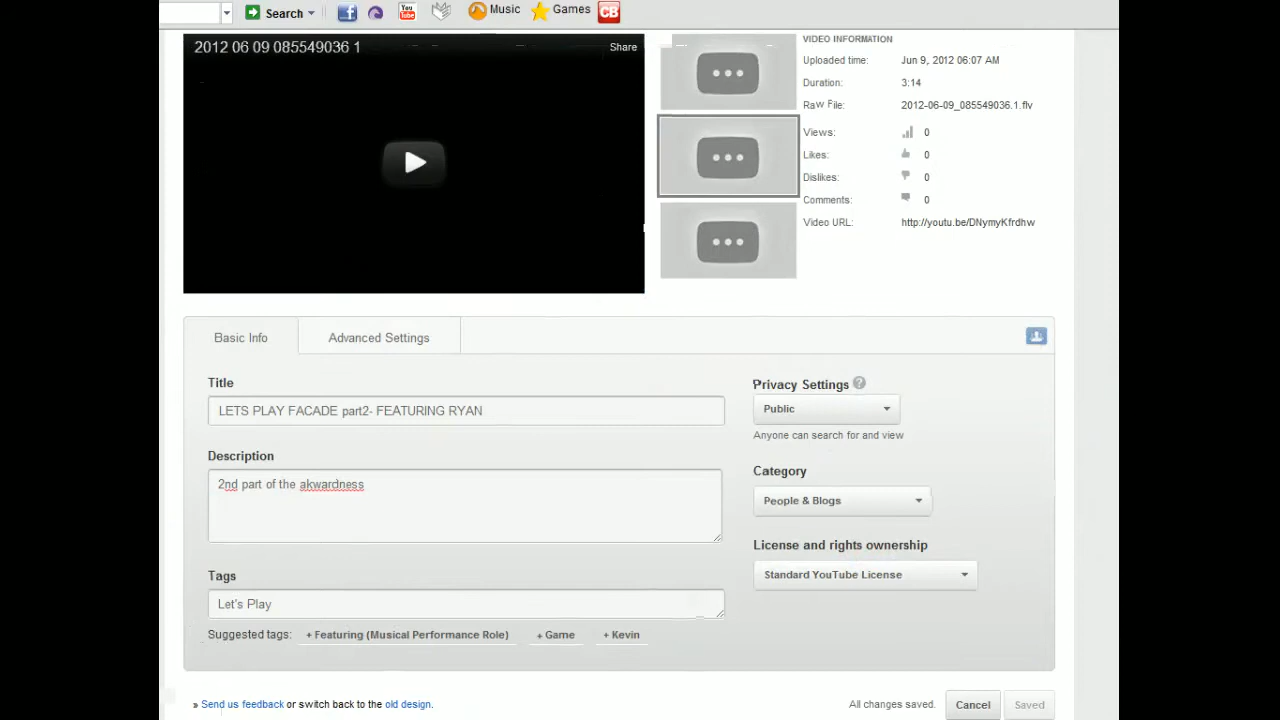 Search
You
Tube
Music
Games
CB
2012 06 09 085549036 1
Share
VIDEO INFORMATION
Uploaded time: Jun 9, 2012 06:07 AM
Duration: 3:14
Raw File: 2012-06-09_085549036.1.flv
Views: 0
Likes: 0
Dislikes: 0
Comments: 0
Video URL: http://youtu.be/DNymyKfrdhw
Basic Info
Advanced Settings
Title
LETS PLAY FACADE part2- FEATURING RYAN
Description
2nd part of the akwardness
Tags
Let's Play
Suggested tags: + Featuring (Musical Performance Role) + Game + Kevin
Privacy Settings ?
Public
Anyone can search for and view
Category
People & Blogs
License and rights ownership
Standard YouTube License
» Send us feedback or switch back to the old design.
All changes saved. Cancel Saved